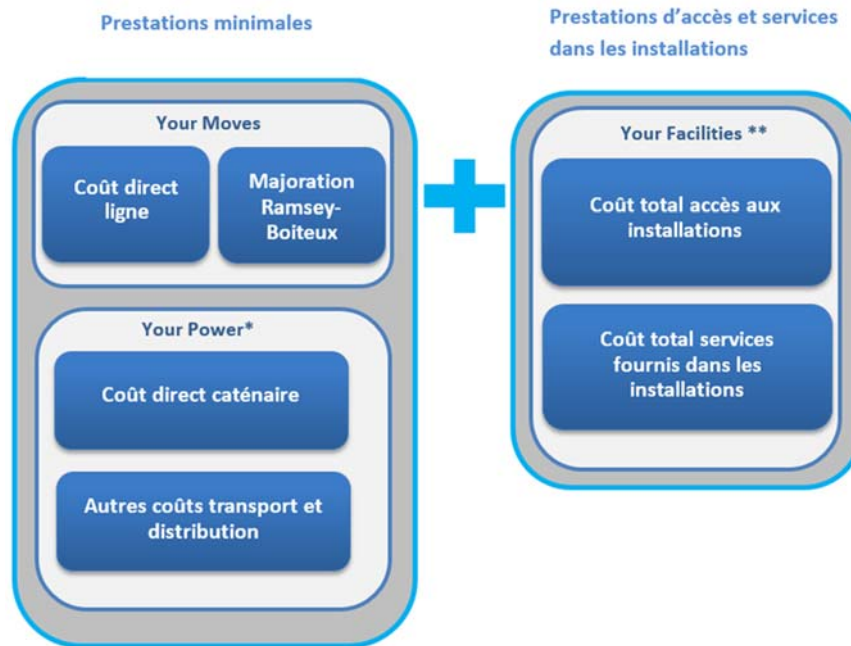 Prestations minimales
Your Moves
Coût direct
ligne
Majoration
Ramsey-
Boiteux
Your Power*
Coût direct caténaire
Autres coûts transport et
distribution
Prestations d’accès et services
dans les installations
Your Facilities **
Coût total accès aux
installations
Coût total services
fournis dans les
installations